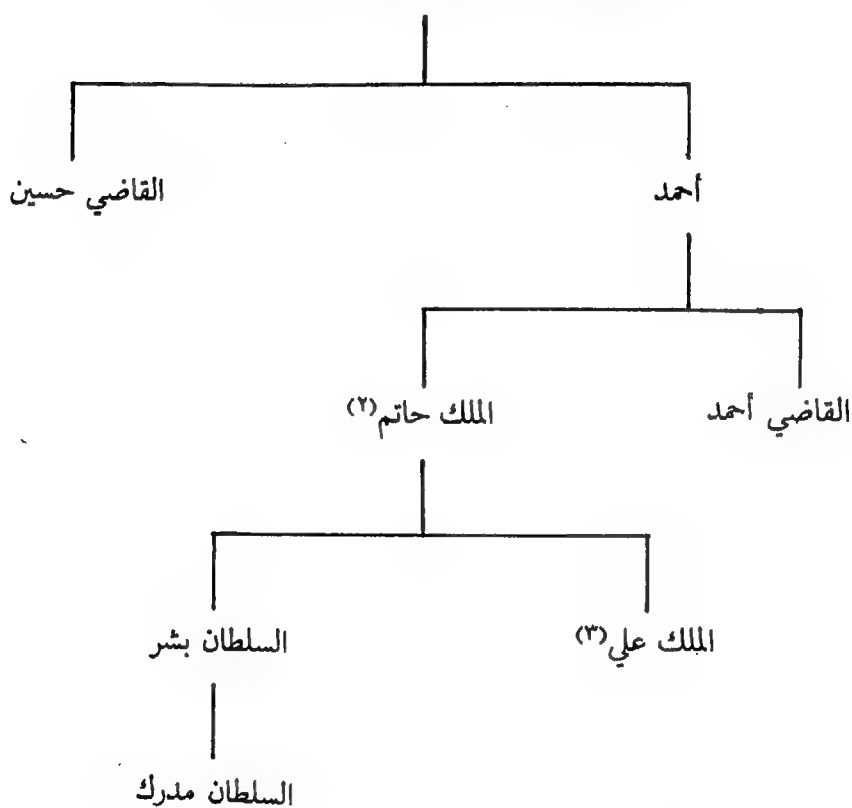 أحمد القاضي حسين
القاضي أحمد الملك حاتم(٢)
الملك علي(٣) السلطان بشر
السلطان مدرك